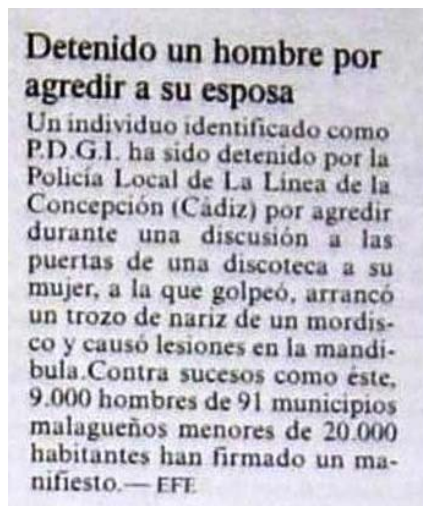 Detenido un hombre por
agredir a su esposa
Un individuo identificado como
P.D.G.I. ha sido detenido por la
Policía Local de La Línea de la
Concepción (Cádiz) por agredir
durante una discusión a las
puertas de una discoteca a su
mujer, a la que golpeó, arrancó
un trozo de nariz de un mordis-
co y causó lesiones en la mandí-
bula.Contra sucesos como éste,
9.000 hombres de 91 municipios
malagueños menores de 20.000
habitantes han firmado un ma-
nifiesto.— EFE